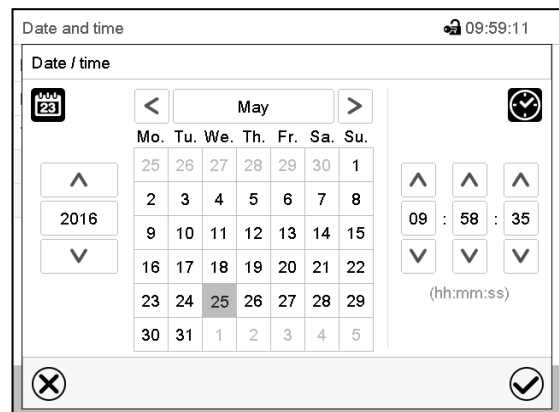 Date and time 09:59:11
Date / time
23
< May >
Mo. Tu. We. Th. Fr. Sa. Su.
25 26 27 28 29 30 1
2 3 4 5 6 7 8
2016
09 : 58 : 35
9 10 11 12 13 14 15
16 17 18 19 20 21 22
(hh:mm:ss)
23 24 25 26 27 28 29
30 31 1 2 3 4 5